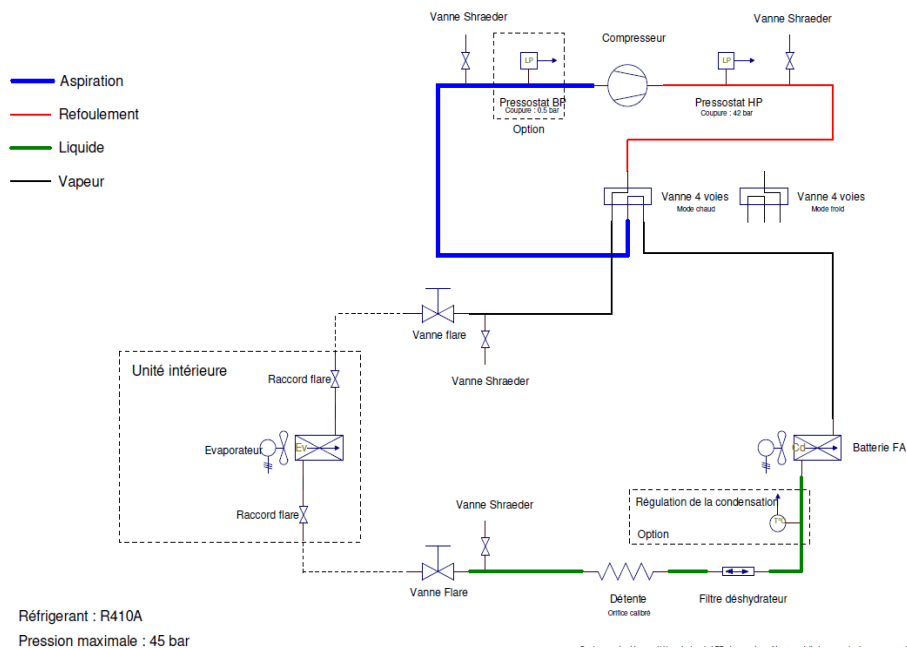 Vanne Shraeder
Vanne Shraeder
Compresseur
LP
LP
Aspiration
Refoulement
Liquide
Vapeur
Pressostat BP
Coupure : 0.5 bar
Option
Pressostat HP
Coupure : 42 bar
Vanne 4 voies
Mode chaud
Vanne 4 voies
Mode froid
Vanne flare
Vanne Shraeder
Unité intérieure
Raccord flare
Evaporateur
Ev
Cd
Batterie FA
Raccord flare
Vanne Shraeder
Régulation de la condensation
T°C
Option
Vanne Flare
Détente
Orifice calibré
Filtre déshydrateur
Réfrigerant : R410A
Pression maximale : 45 bar